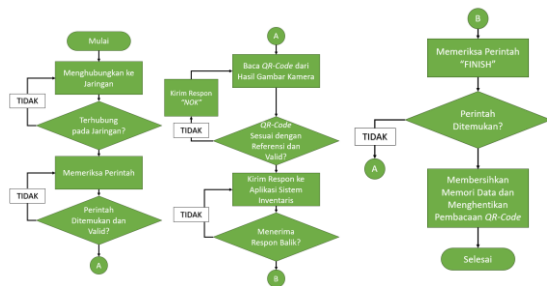 Mulai
Menghubungkan ke
Jaringan
TIDAK
Terhubung
pada Jaringan?
Memeriksa Perintah
TIDAK
Perintah
Ditemukan dan
Valid?
A
A
Baca QR-Code dari
Hasil Gambar Kamera
Kirim Respon
"NOK"
TIDAK
QR-Code
Sesuai dengan
Referensi dan
Valid?
Kirim Respon ke
Aplikasi Sistem
Inventaris
TIDAK
Menerima
Respon Balik?
B
B
Memeriksa Perintah
"FINISH"
Perintah
Ditemukan?
TIDAK
A
Membersihkan
Memori Data dan
Menghentikan
Pembacaan QR-Code
Selesai